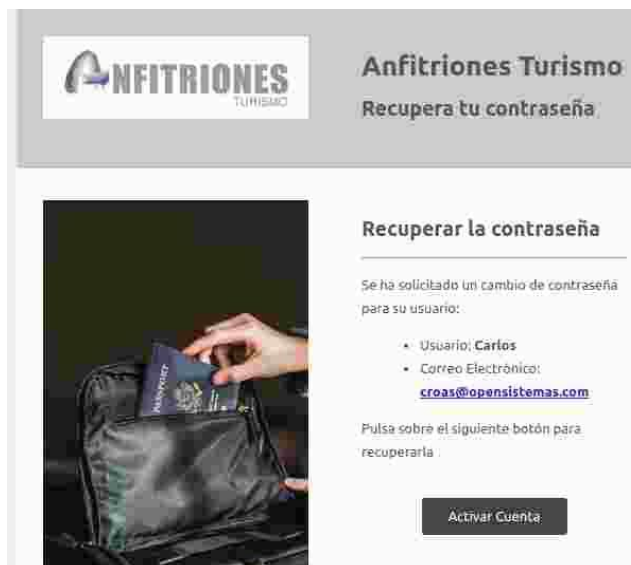 ANFITRIONES
TURISMO
Anfitriones Turismo
Recupera tu contraseña
Recuperar la contraseña
Se ha solicitado un cambio de contraseña
para su usuario:
• Usuario: Carlos
• Correo Electrónico:
croas@opensistemas.com
Pulsa sobre el siguiente botón para
recuperarla
Activar Cuenta
PASSPORT